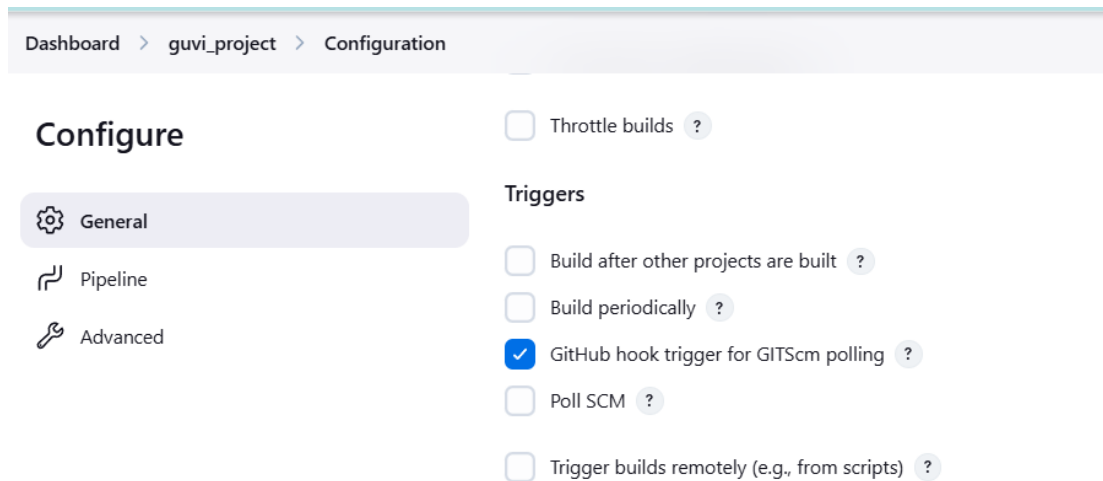 Dashboard > guvi_project > Configuration
Configure
General
Pipeline
Advanced
Throttle builds ?
Triggers
Build after other projects are built ?
Build periodically ?
GitHub hook trigger for GITScm polling ?
Poll SCM ?
Trigger builds remotely (e.g., from scripts) ?